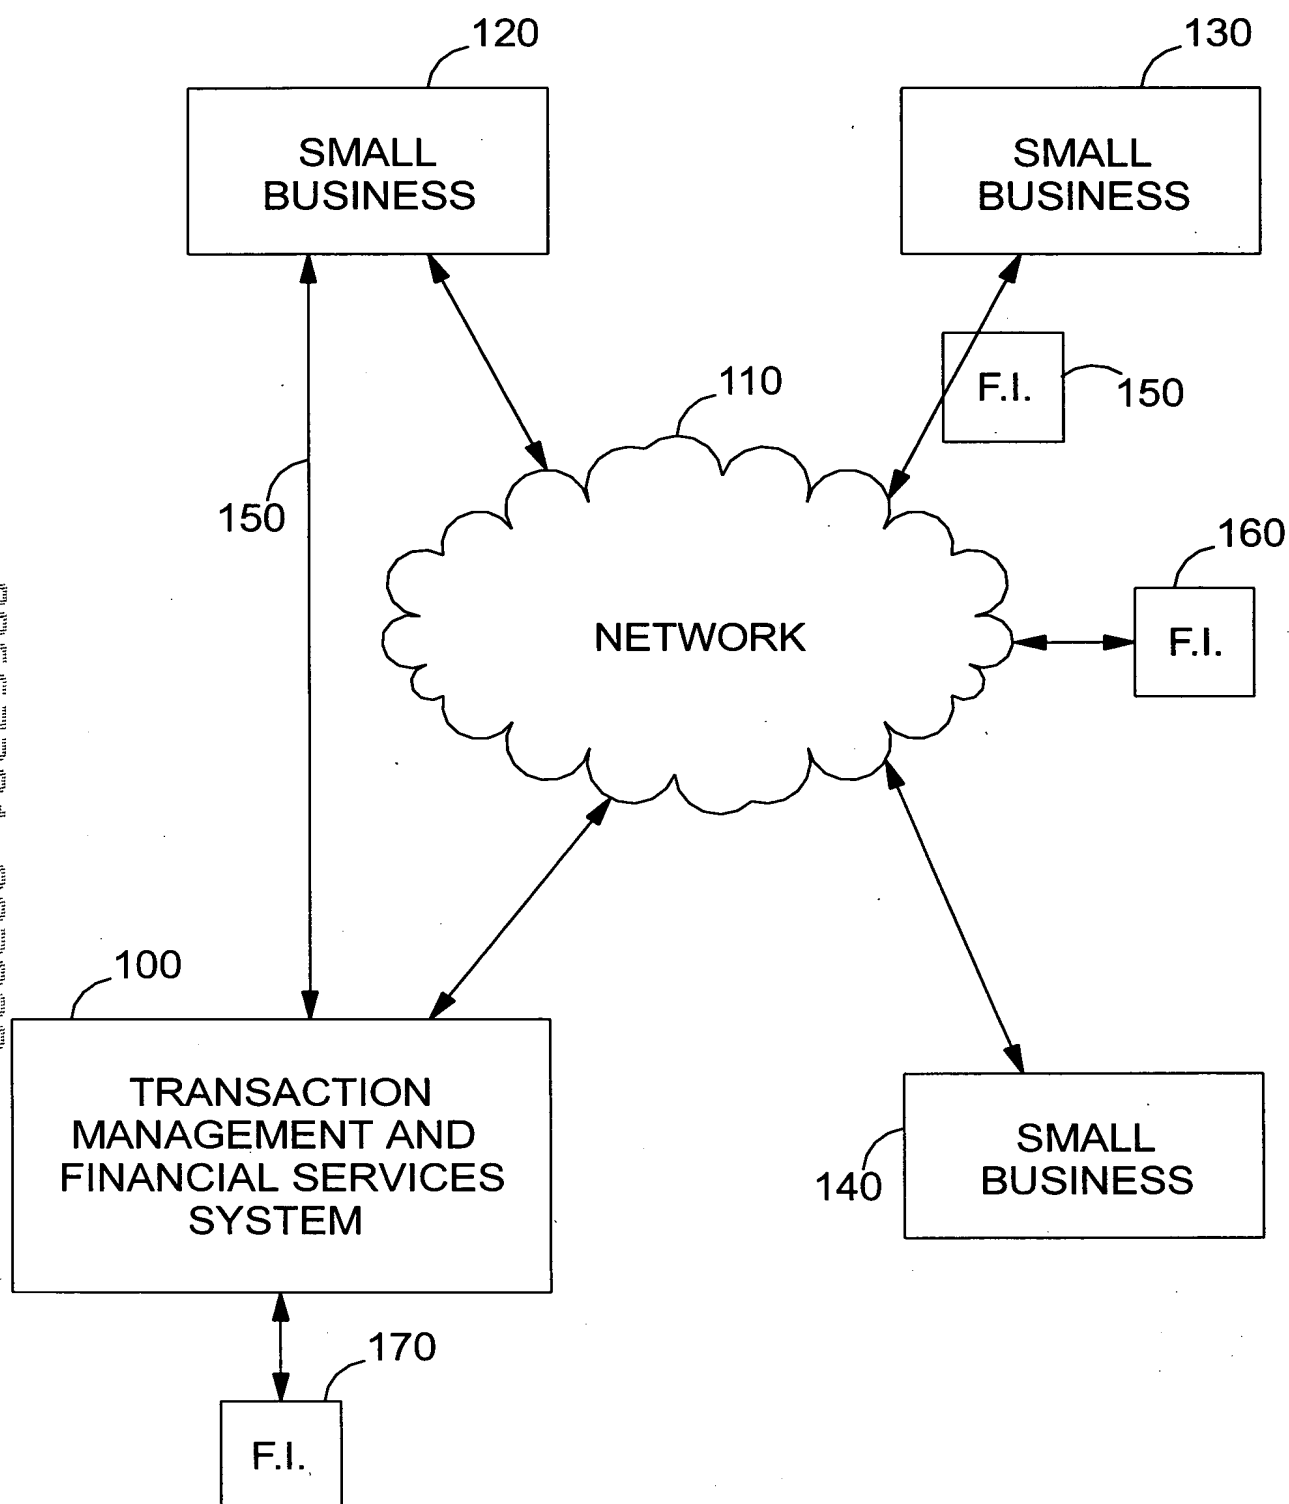 120
130
SMALL
BUSINESS
SMALL
BUSINESS
110
F.I.
150
150
160
NETWORK
F.I.
100
TRANSACTION
MANAGEMENT AND
FINANCIAL SERVICES
SYSTEM
140
SMALL
BUSINESS
170
F.I.